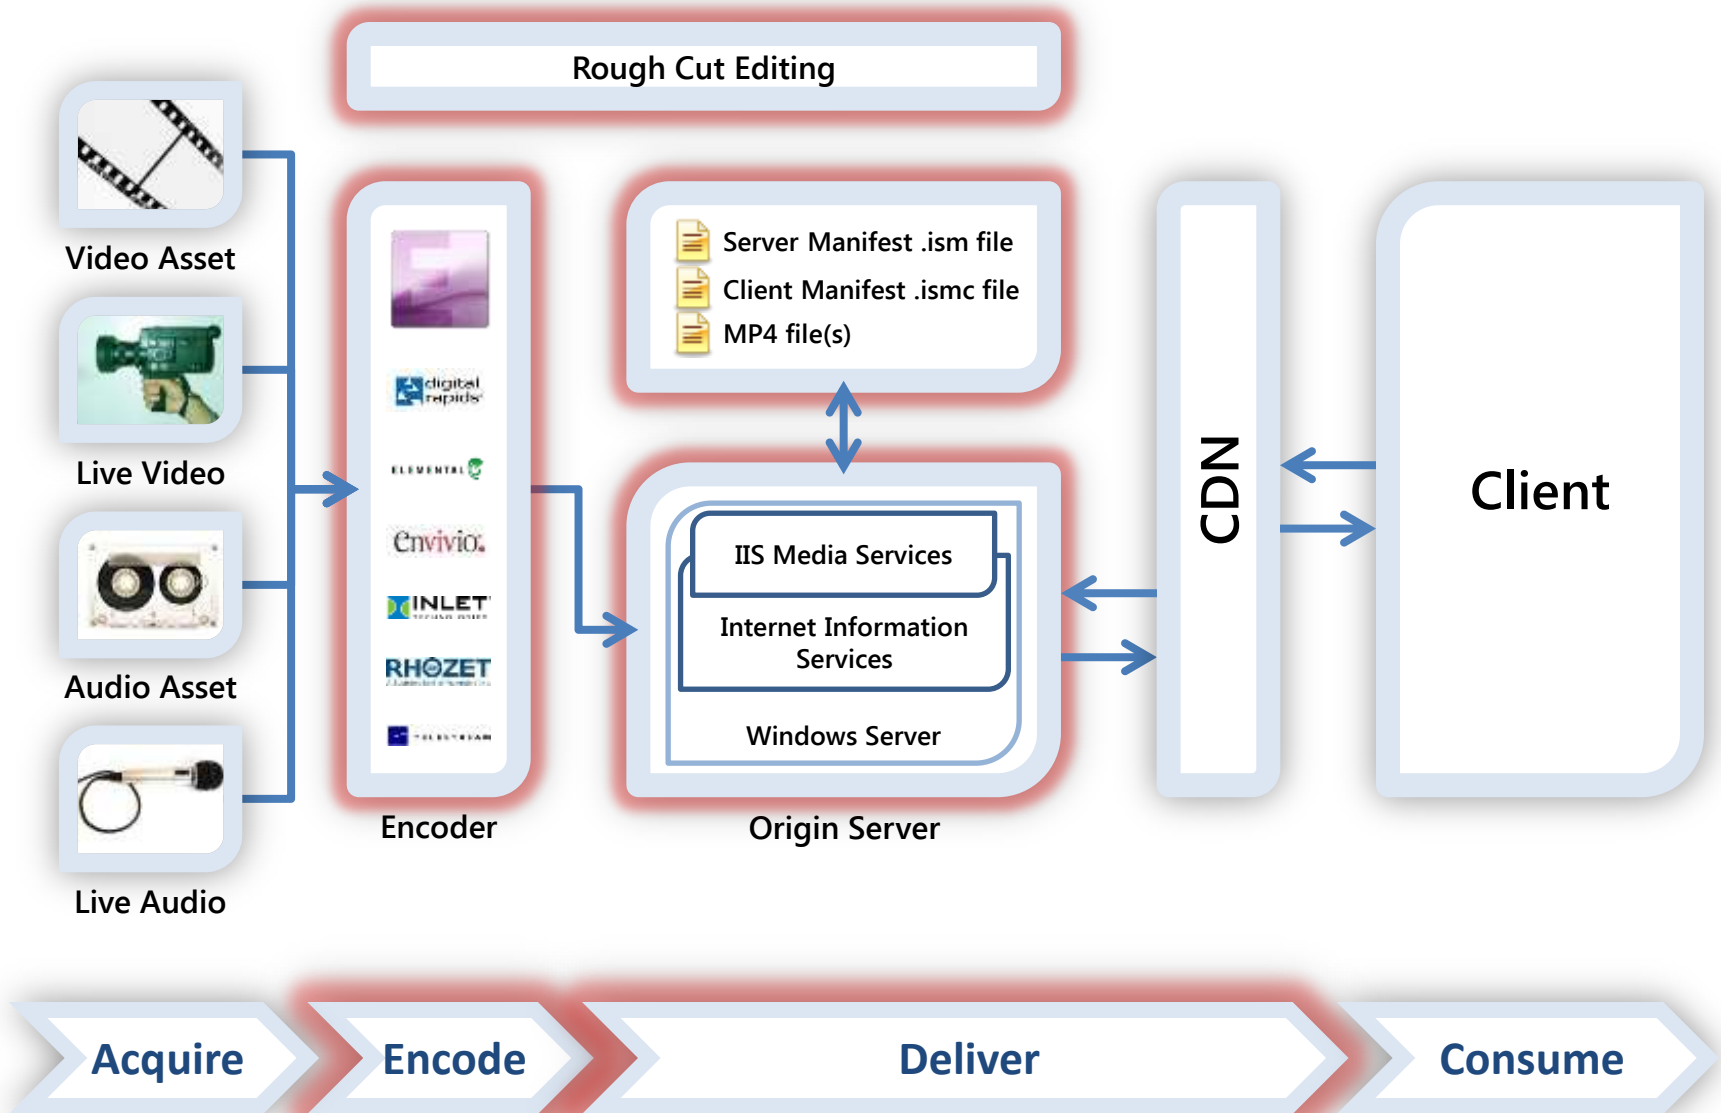 Rough Cut Editing
Video Asset
Live Video
Audio Asset
Live Audio
digital
rapids
ELEMENTAL
envivio.
INLET
RHOZET
TELESTREAM
Encoder
Server Manifest .ism file
Client Manifest .ismc file
MP4 file(s)
IIS Media Services
Internet Information
Services
Windows Server
Origin Server
CDN
Client
Acquire
Encode
Deliver
Consume